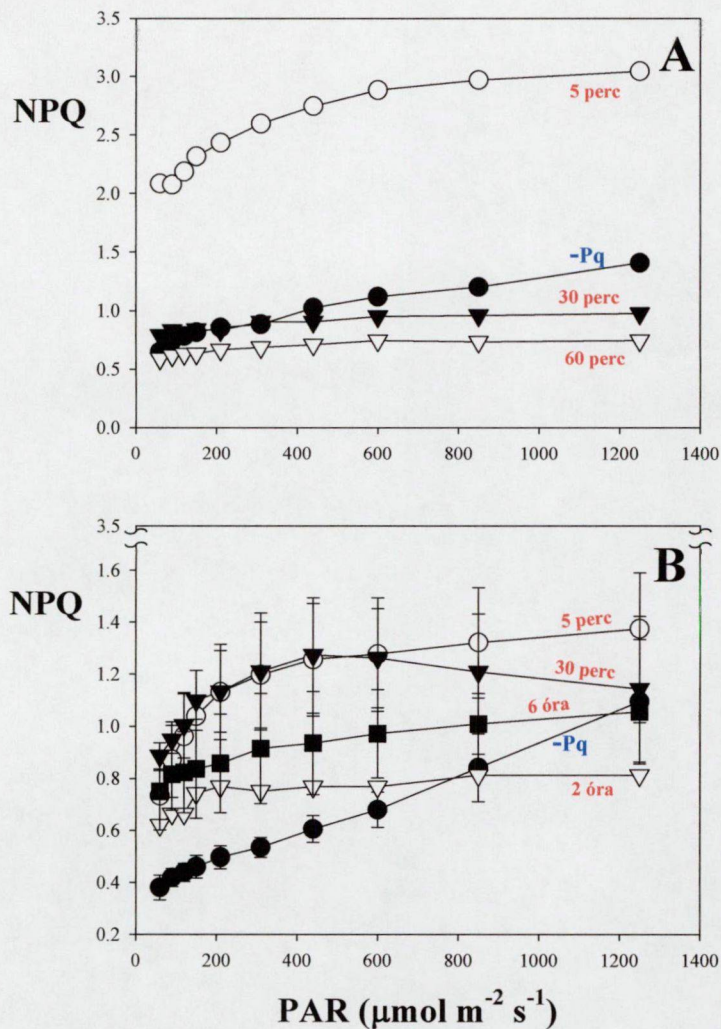 A
NPQ
3.5
3.0
2.5
2.0
1.5
1.0
0.5
0.0
5 perc
-Pq
30 perc
60 perc
0 200 400 600 800 1000 1200 1400
B
NPQ
3.5
1.6
1.4
1.2
1.0
0.8
0.6
0.4
0.2
5 perc
30 perc
6 óra
-Pq
2 óra
0 200 400 600 800 1000 1200 1400
PAR (µmol m⁻² s⁻¹)